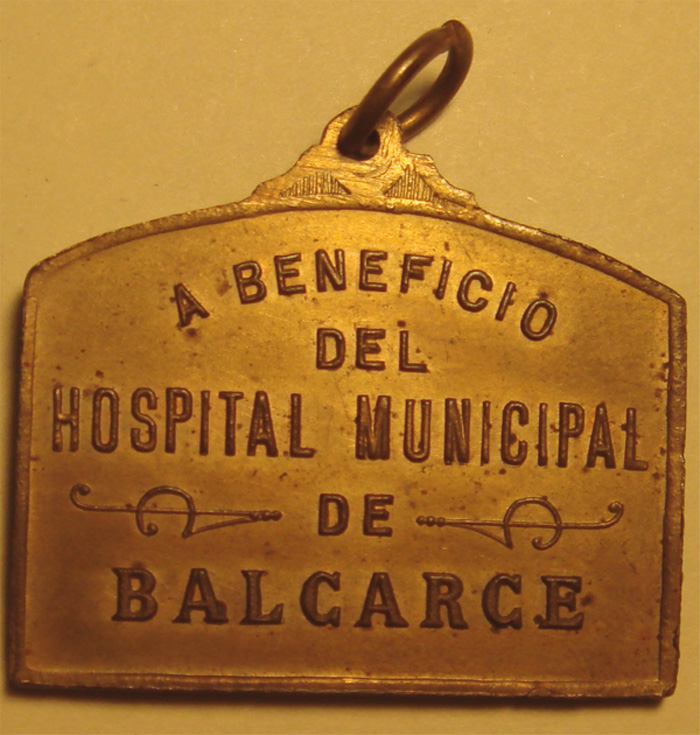 A BENEFICIO
DEL
HOSPITAL MUNICIPAL
DE
BALCARCE